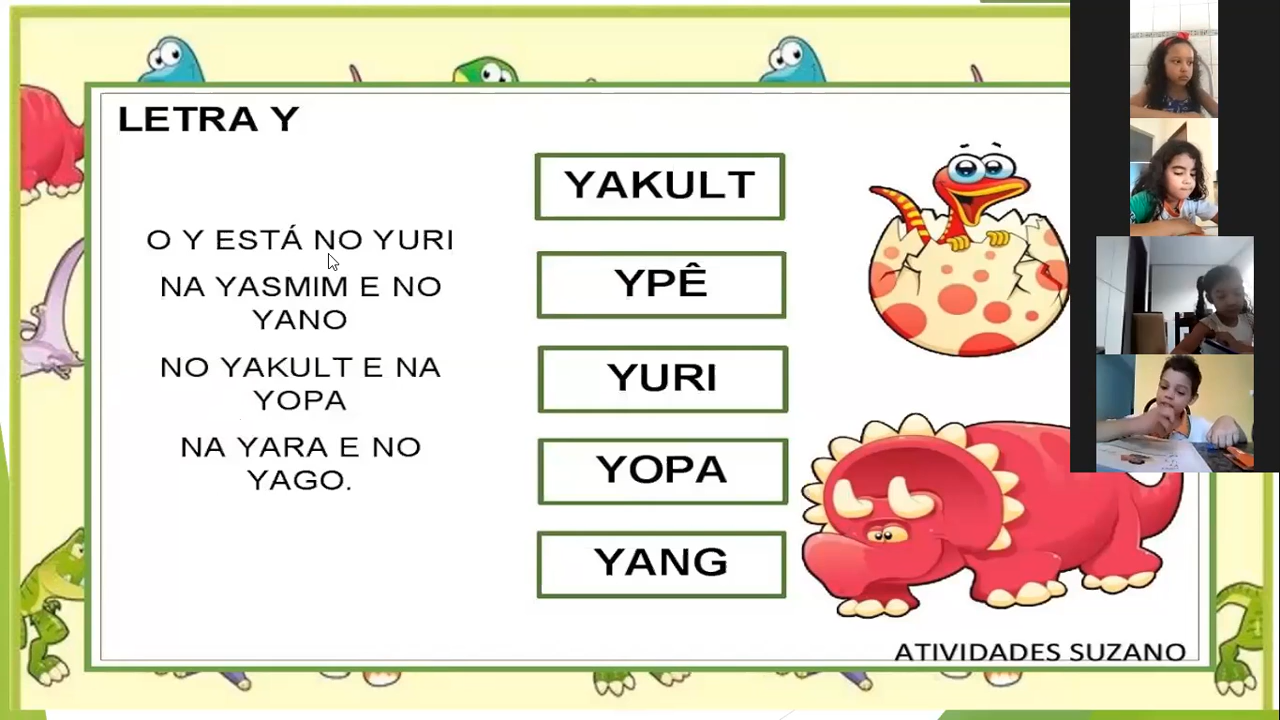 LETRA Y
O Y ESTÁ NO YURI
NA YASMIM E NO
YANO
NO YAKULT E NA
YOPA
NA YARA E NO
YAGO.
YAKULT
YPÊ
YURI
YOPA
YANG
ATIVIDADES SUZANO